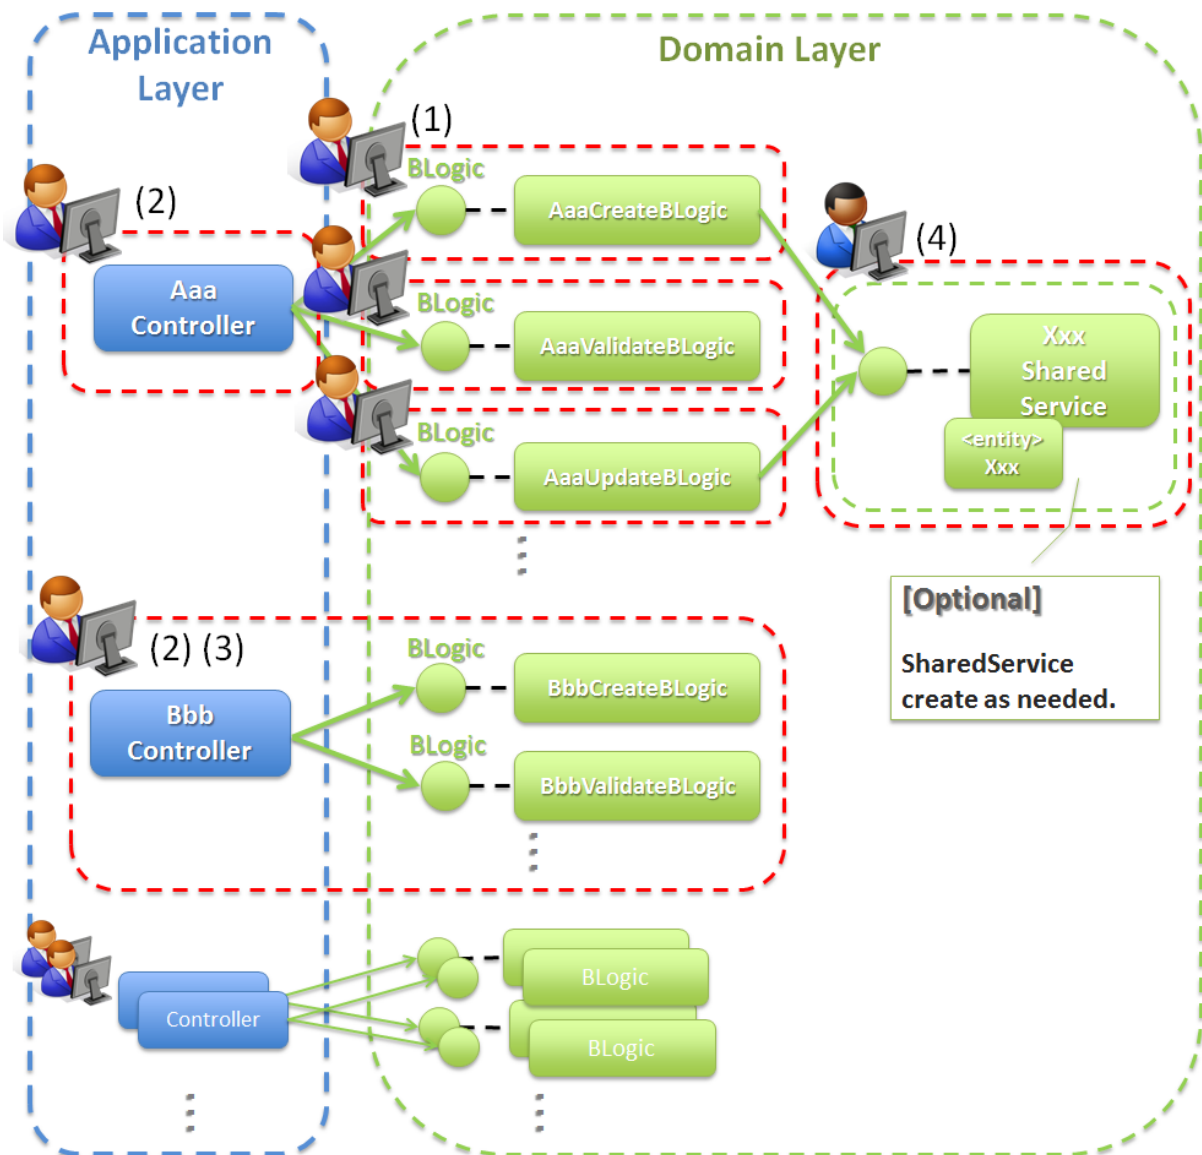 Application
Layer
Domain Layer
(1)
BLogic
AaaCreateBLogic
(2)
Aaa
Controller
BLogic
AaaValidateBLogic
BLogic
AaaUpdateBLogic
(4)
Xxx
Shared
Service
<entity>
Xxx
[Optional]
SharedService
create as needed.
(2) (3)
Bbb
Controller
BLogic
BbbCreateBLogic
BLogic
BbbValidateBLogic
Controller
BLogic
BLogic